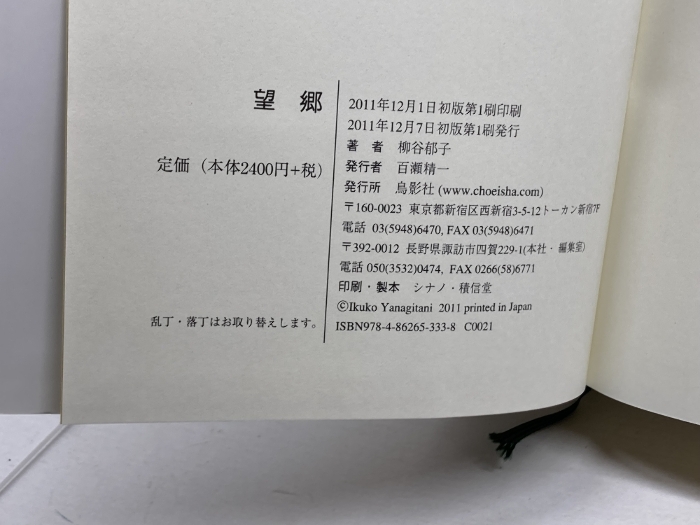 望郷
定価（本体2400円+税）
乱丁・落丁はお取り替えします。
2011年12月1日初版第1刷印刷
2011年12月7日初版第1刷発行
著　者　柳谷郁子
発行者　百瀬精一
発行所　鳥影社 (www.choeisha.com)
〒160-0023 東京都新宿区西新宿3-5-12トーカン新宿7F
電話 03(5948)6470, FAX 03(5948)6471
〒392-0012 長野県諏訪市四賀229-1(本社・編集室)
電話 050(3532)0474, FAX 0266(58)6771
印刷・製本　シナノ・積信堂
©Ikuko Yanagitani 2011 printed in Japan
ISBN978-4-86265-333-8 C0021